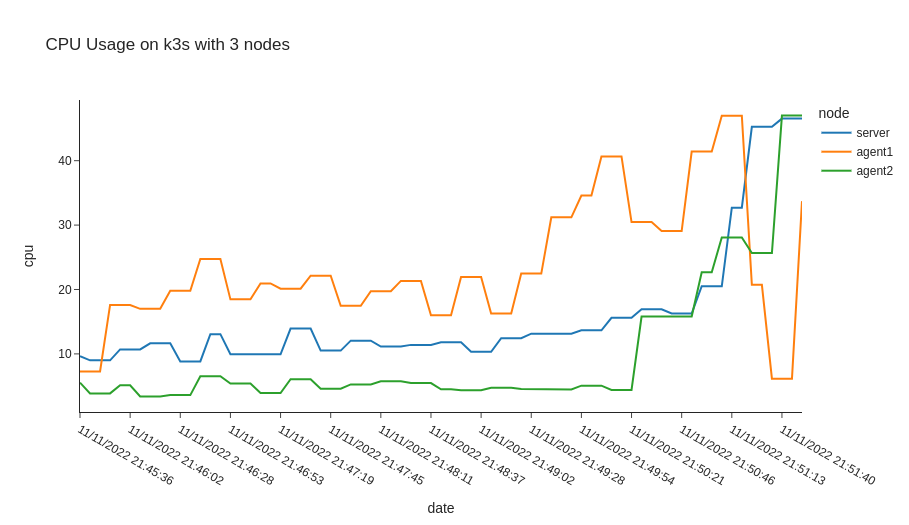 CPU Usage on k3s with 3 nodes
node
server
agent1
agent2
cpu
40
30
20
10
11/11/2022 21:45:36
11/11/2022 21:46:02
11/11/2022 21:46:28
11/11/2022 21:46:53
11/11/2022 21:47:19
11/11/2022 21:47:45
11/11/2022 21:48:11
11/11/2022 21:48:37
11/11/2022 21:49:02
11/11/2022 21:49:28
11/11/2022 21:49:54
11/11/2022 21:50:21
11/11/2022 21:50:46
11/11/2022 21:51:13
11/11/2022 21:51:40
date